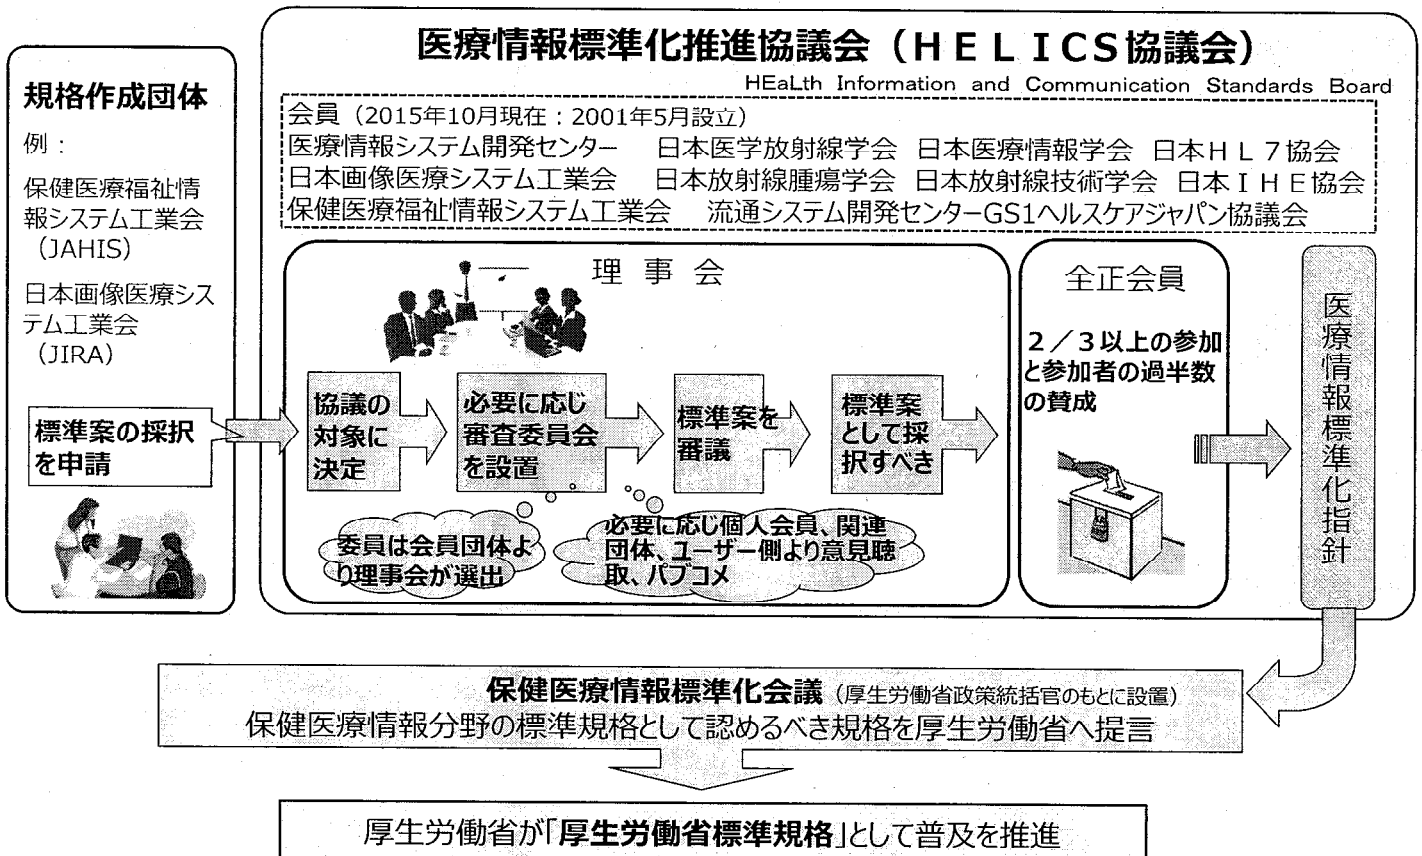 医療情報標準化推進協議会（ＨＥＬＩＣＳ協議会）
HEaLth Information and Communication Standards Board
規格作成団体
例：
保健医療福祉情
報システム工業会
（JAHIS）
日本画像医療シス
テム工業会
（JIRA）
標準案の採択
を申請
会員（2015年10月現在：2001年5月設立）
医療情報システム開発センター　日本医学放射線学会　日本医療情報学会　日本ＨＬ７協会
日本画像医療システム工業会　日本放射線腫瘍学会　日本放射線技術学会　日本ＩＨＥ協会
保健医療福祉情報システム工業会　流通システム開発センターGS1ヘルスケアジャパン協議会
理　事　会
協議の
対象に
決定
必要に応じ
審査委員会
を設置
標準案を
審議
標準案
として採
択すべき
委員は会員団体よ
り理事会が選出
必要に応じ個人会員、関連
団体、ユーザー側より意見聴
取、パブコメ
全正会員
２／３以上の参加
と参加者の過半数
の賛成
医療情報標準化指針
保健医療情報標準化会議（厚生労働省政策統括官のもとに設置）
保健医療情報分野の標準規格として認めるべき規格を厚生労働省へ提言
厚生労働省が「厚生労働省標準規格」として普及を推進